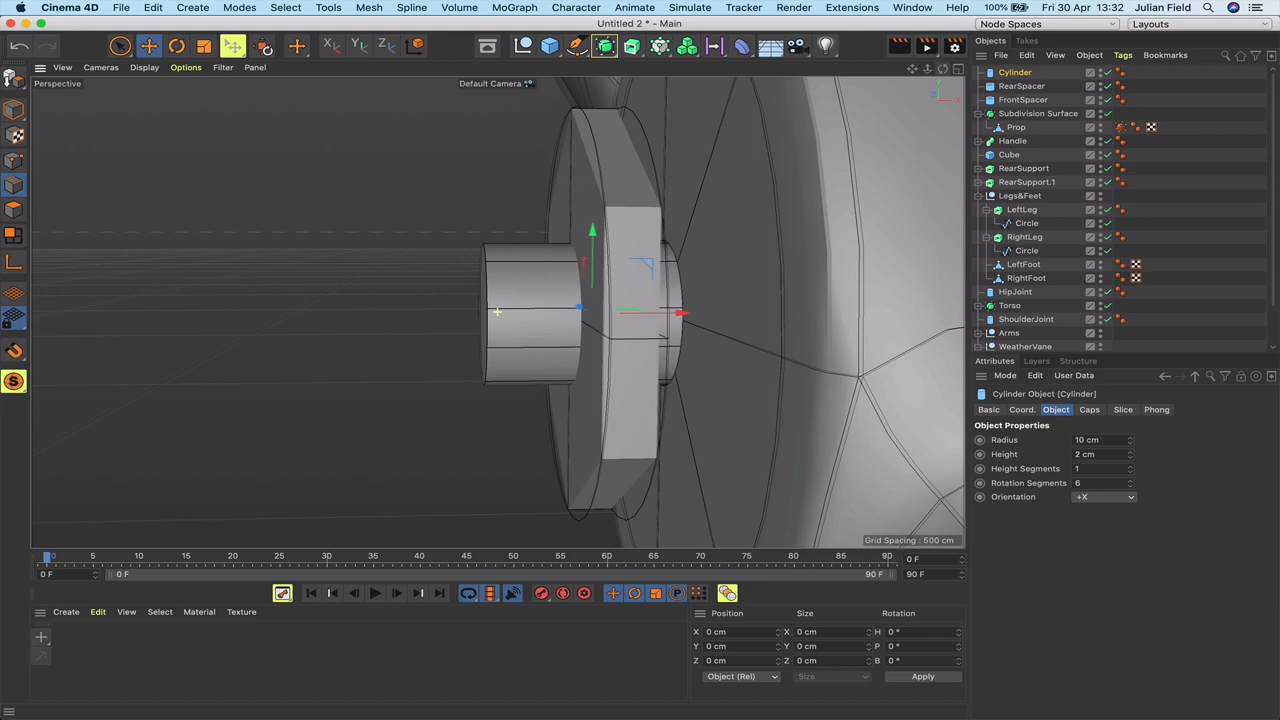 Cinema 4D File Edit Create Modes Select Tools Mesh Spline Volume MoGraph Character Animate Simulate Tracker Render Extensions Window Help 100% Fri 30 Apr 13:32 Julian Field
Untitled 2 * - Main
Node Spaces Layouts
X Y Z
Objects Takes
View Cameras Display Options Filter Panel
File Edit View Object Tags Bookmarks
Perspective
Default Camera
Cylinder
RearSpacer
FrontSpacer
Subdivision Surface
Prop
Handle
Cube
RearSupport
RearSupport.1
Legs&Feet
LeftLeg
Circle
RightLeg
Circle
LeftFoot
RightFoot
HipJoint
Torso
ShoulderJoint
Arms
WeatherVane
Attributes Layers Structure
Mode Edit User Data
Cylinder Object [Cylinder]
Basic Coord. Object Caps Slice Phong
Object Properties
Radius 10 cm
Height 2 cm
Height Segments 1
Rotation Segments 6
Orientation +X
Grid Spacing : 500 cm
0 5 10 15 20 25 30 35 40 45 50 55 60 65 70 75 80 85 90 0 F
0 F 0 F 90 F 90 F
Create Edit View Select Material Texture
Position Size Rotation
X 0 cm X 0 cm H 0 °
Y 0 cm Y 0 cm P 0 °
Z 0 cm Z 0 cm B 0 °
Object (Rel) Size Apply